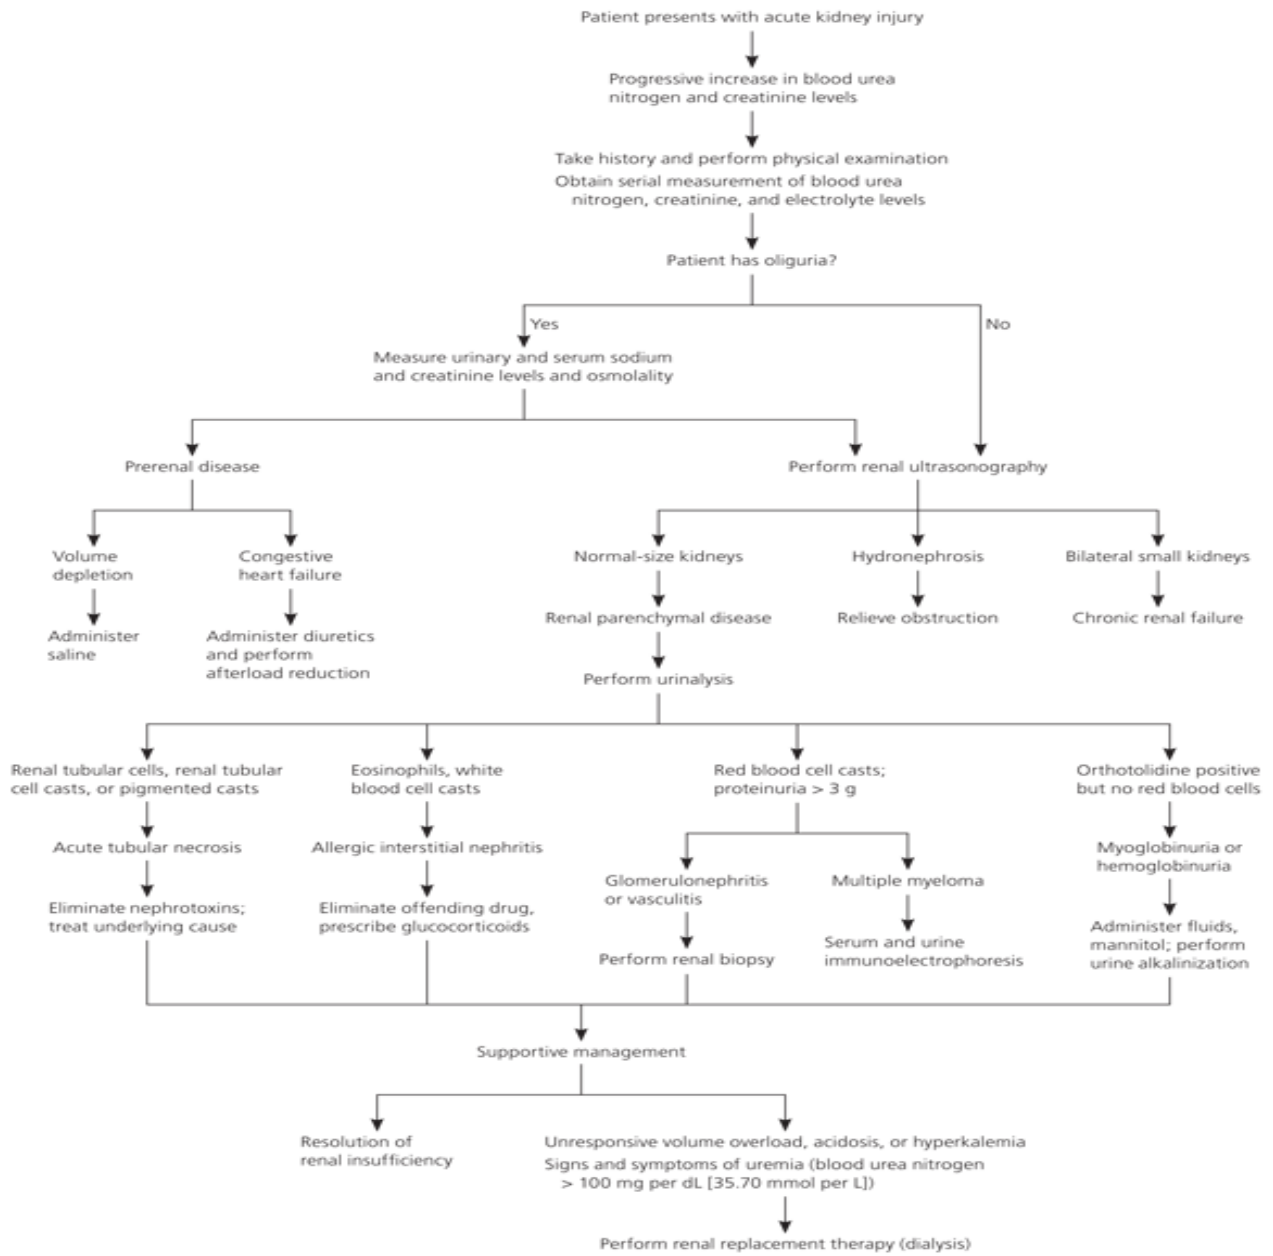 Patient presents with acute kidney injury
Progressive increase in blood urea
nitrogen and creatinine levels
Take history and perform physical examination
Obtain serial measurement of blood urea
nitrogen, creatinine, and electrolyte levels
Patient has oliguria?
Yes
No
Measure urinary and serum sodium
and creatinine levels and osmolality
Prerenal disease
Perform renal ultrasonography
Volume
depletion
Congestive
heart failure
Normal-size kidneys
Hydronephrosis
Bilateral small kidneys
Administer
saline
Administer diuretics
and perform
afterload reduction
Renal parenchymal disease
Relieve obstruction
Chronic renal failure
Perform urinalysis
Renal tubular cells, renal tubular
cell casts, or pigmented casts
Eosinophils, white
blood cell casts
Red blood cell casts;
proteinuria > 3 g
Orthotolidine positive
but no red blood cells
Acute tubular necrosis
Allergic interstitial nephritis
Glomerulonephritis
or vasculitis
Multiple myeloma
Myoglobinuria or
hemoglobinuria
Eliminate nephrotoxins;
treat underlying cause
Eliminate offending drug,
prescribe glucocorticoids
Perform renal biopsy
Serum and urine
immunoelectrophoresis
Administer fluids,
mannitol; perform
urine alkalinization
Supportive management
Resolution of
renal insufficiency
Unresponsive volume overload, acidosis, or hyperkalemia
Signs and symptoms of uremia (blood urea nitrogen
> 100 mg per dL [35.70 mmol per L])
Perform renal replacement therapy (dialysis)